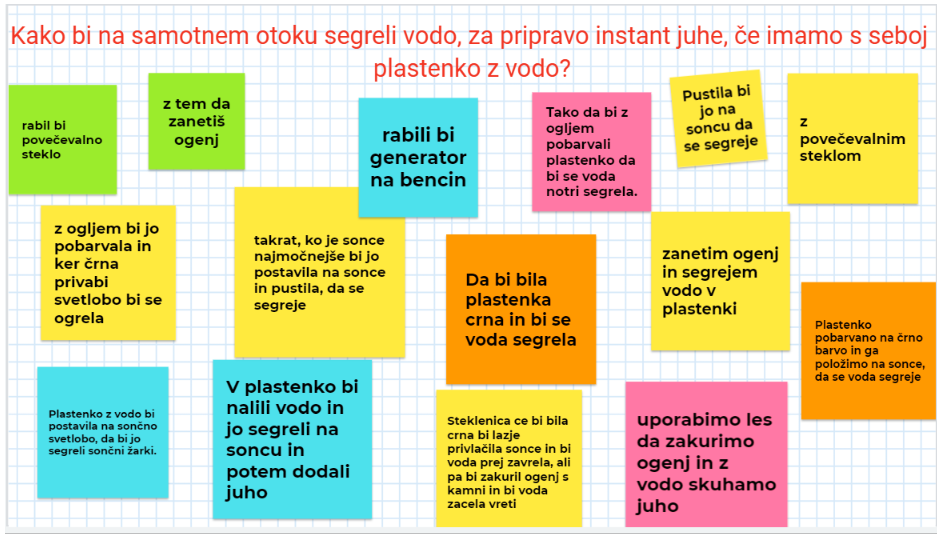 Kako bi na samotnem otoku segreli vodo, za pripravo instant juhe, če imamo s seboj
plastenko z vodo?
rabil bi
povečevalno
steklo
z tem da
zanetiš
ogenj
rabili bi
generator
na bencin
Tako da bi z
ogljem
pobarvali
plastenko da
bi se voda
notri segrela.
Pustila bi
jo na
soncu da
se segreje
z
povečevalnim
steklom
z ogljem bi jo
pobarvala in
ker črna
privabi
svetlobo bi se
ogrela
takrat, ko je sonce
najmočnejše bi jo
postavila na sonce
in pustila, da se
segreje
Da bi bila
plastenka
crna in bi se
voda segrela
zanetim ogenj
in segrejem
vodo v
plastenki
Plastenko
pobarvano na črno
barvo in ga
položimo na sonce,
da se voda segreje
Plastenko z vodo bi
postavila na sončno
svetlobo, da bi jo
segreli sončni žarki.
V plastenko bi
nalili vodo in
jo segreli na
soncu in
potem dodali
juho
Steklenica ce bi bila
crna bi lazje
privlačila sonce in bi
voda prej zavrela, ali
pa bi zakuril ogenj s
kamni in bi voda
zacela vreti
uporabimo les
da zakurimo
ogenj in z
vodo skuhamo
juho